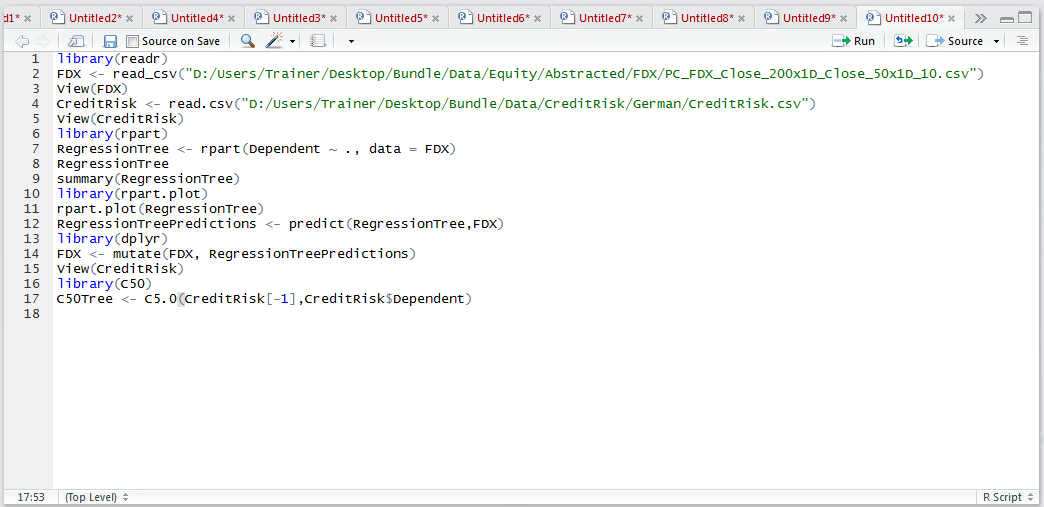 d1* Untitled2* Untitled4* Untitled3* Untitled5* Untitled6* Untitled7* Untitled8* Untitled9* Untitled10*
Source on Save Run Source
1 library(readr)
2 FDX <- read_csv("D:/Users/Trainer/Desktop/Bundle/Data/Equity/Abstracted/FDX/PC_FDX_Close_200x1D_Close_50x1D_10.csv")
3 View(FDX)
4 CreditRisk <- read.csv("D:/Users/Trainer/Desktop/Bundle/Data/CreditRisk/German/CreditRisk.csv")
5 View(CreditRisk)
6 library(rpart)
7 RegressionTree <- rpart(Dependent ~ ., data = FDX)
8 RegressionTree
9 summary(RegressionTree)
10 library(rpart.plot)
11 rpart.plot(RegressionTree)
12 RegressionTreePredictions <- predict(RegressionTree,FDX)
13 library(dplyr)
14 FDX <- mutate(FDX, RegressionTreePredictions)
15 View(CreditRisk)
16 library(C50)
17 C50Tree <- C5.0(CreditRisk[-1],CreditRisk$Dependent)
18
17:53 (Top Level) R Script